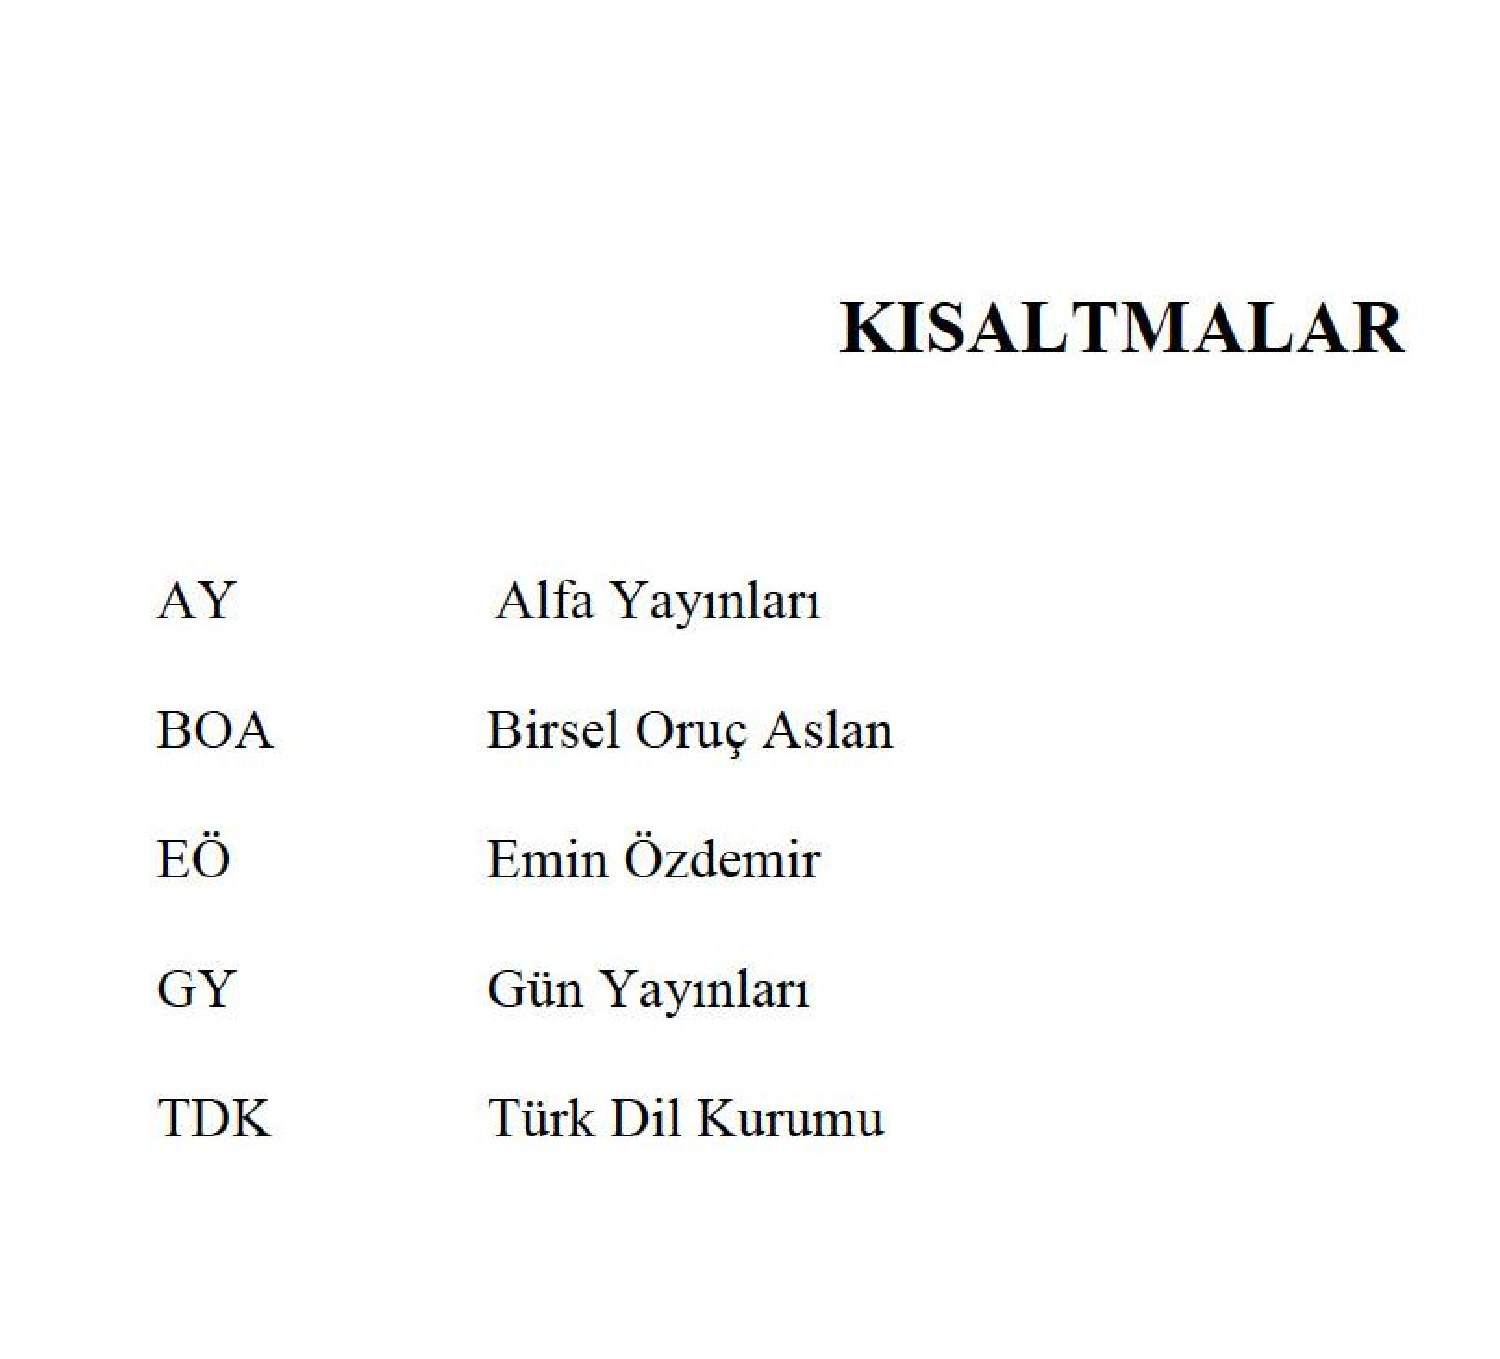 KISALTMALAR
AY Alfa Yayınları
BOA Birsel Oruç Aslan
EÖ Emin Özdemir
GY Gün Yayınları
TDK Türk Dil Kurumu